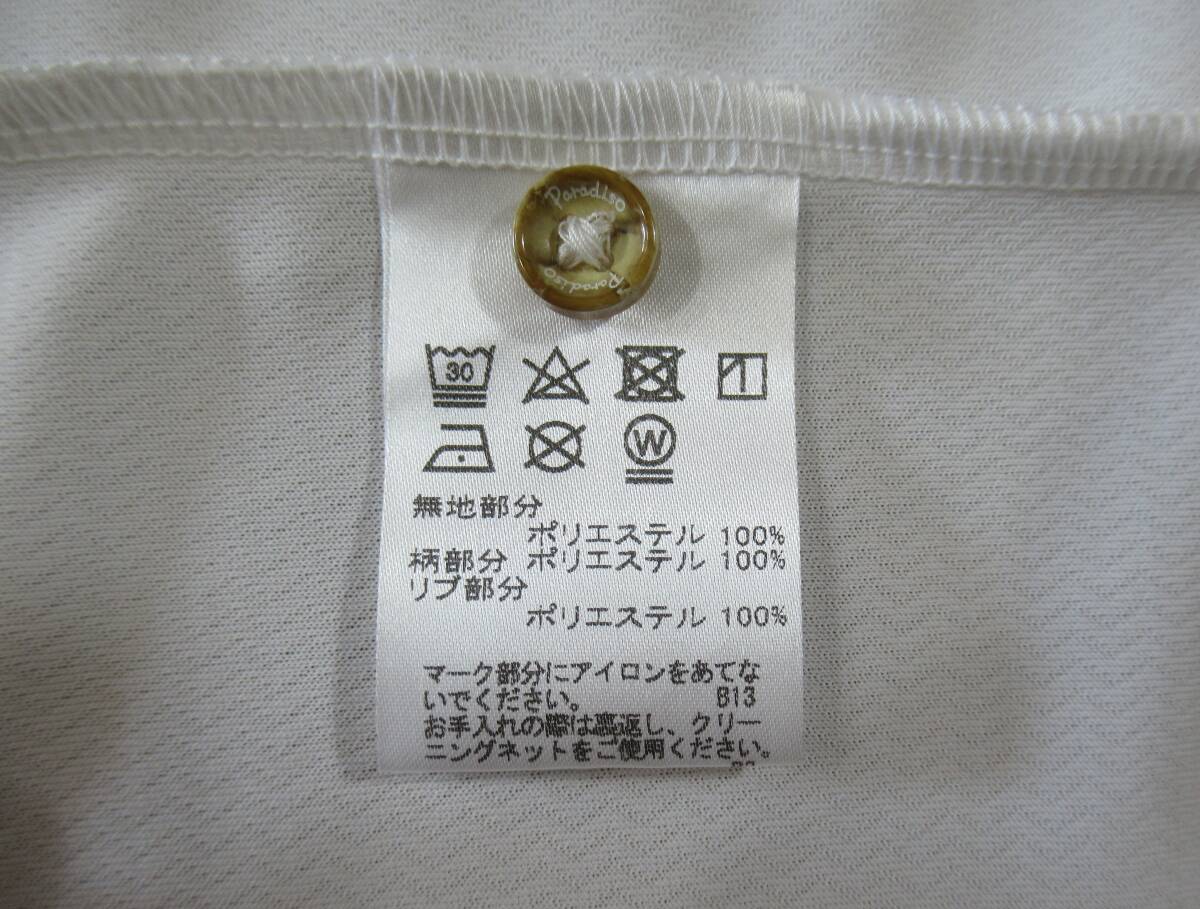 Paradiso
Paradiso
30
W
無地部分
ポリエステル 100%
柄部分 ポリエステル 100%
リブ部分
ポリエステル 100%
マーク部分にアイロンをあてな
いでください。 B13
お手入れの際は裏返し、クリー
ニングネットをご使用ください。